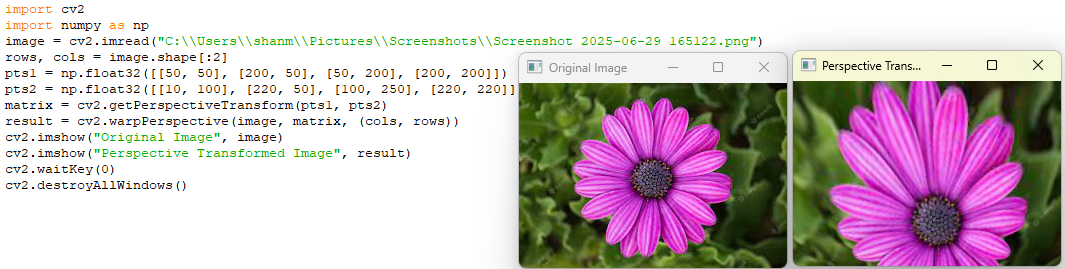 import cv2
import numpy as np
image = cv2.imread("C:\\Users\\shanm\\Pictures\\Screenshots\\Screenshot 2025-06-29 165122.png")
rows, cols = image.shape[:2]
pts1 = np.float32([[50, 50], [200, 50], [50, 200], [200, 200]])
pts2 = np.float32([[10, 100], [220, 50], [100, 250], [220, 220]]
matrix = cv2.getPerspectiveTransform(pts1, pts2)
result = cv2.warpPerspective(image, matrix, (cols, rows))
cv2.imshow("Original Image", image)
cv2.imshow("Perspective Transformed Image", result)
cv2.waitKey(0)
cv2.destroyAllWindows()
Original Image
Perspective Trans...